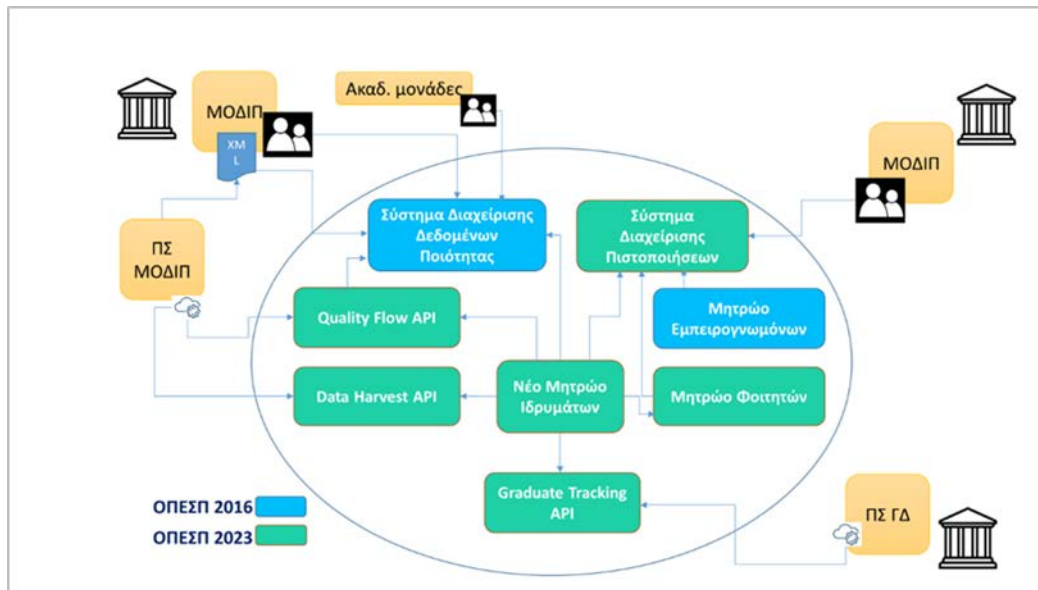 Ακαδ. μονάδες
ΜΟΔΙΠ
XM
L
ΜΟΔΙΠ
Σύστημα Διαχείρισης
Δεδομένων
Ποιότητας
Σύστημα
Διαχείρισης
Πιστοποιήσεων
ΠΣ
ΜΟΔΙΠ
Quality Flow API
Μητρώο
Εμπειρογνωμόνων
Data Harvest API
Νέο Μητρώο
Ιδρυμάτων
Μητρώο Φοιτητών
Graduate Tracking
API
ΟΠΕΣΠ 2016
ΟΠΕΣΠ 2023
ΠΣ ΓΔ